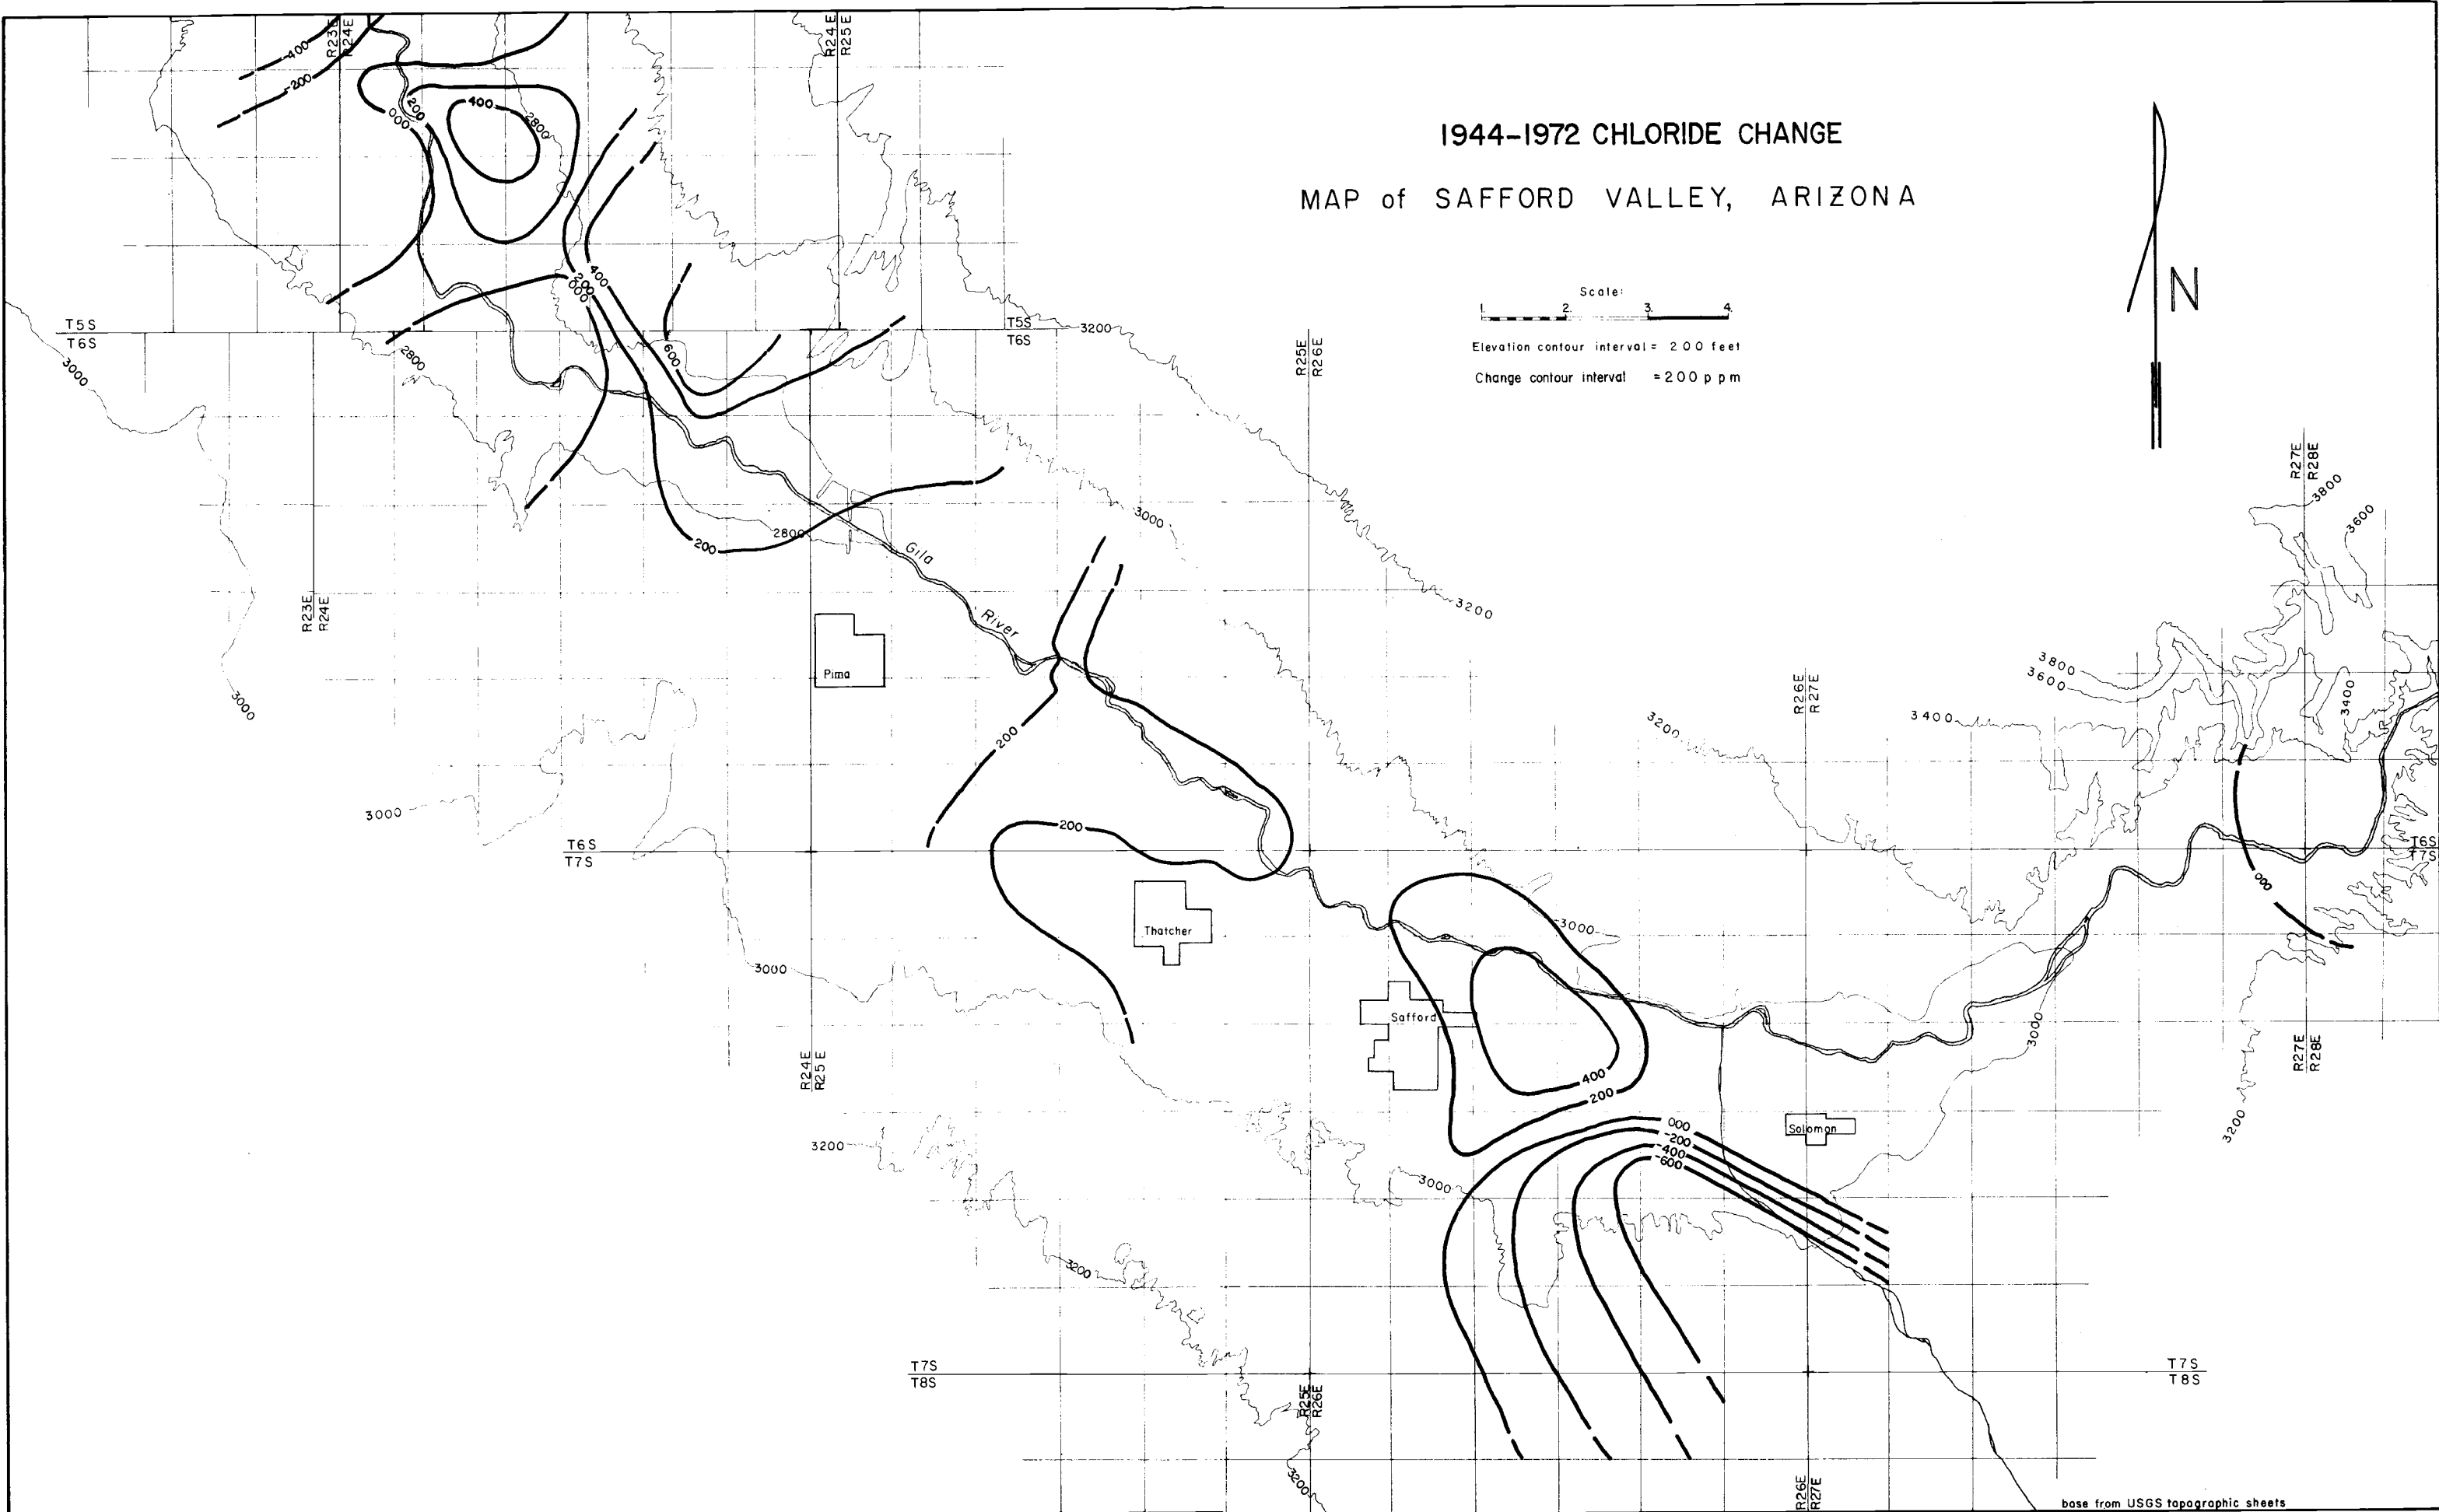 1944-1972 CHLORIDE CHANGE
MAP of SAFFORD VALLEY, ARIZONA
N
Scale:
1. 2. 3. 4.
Elevation contour interval = 200 feet
Change contour interval = 200 ppm
R23E
R24E
R24E
R25E
-400
-200
000
200
400
2800
400
200
000
600
T5S
T6S
T5S
T6S
3200
3000
2800
R25E
R26E
R27E
R28E
3800
3600
3000
2800
200
Gila
River
3200
R23E
R24E
Pima
3000
200
3800
3600
3400
R26E
R27E
3200
3400
3000
200
T6S
T7S
T6S
T7S
000
Thatcher
3000
3000
Safford
3000
R24E
R25E
R27E
R28E
400
200
3200
000
-200
-400
-600
Solomon
3200
3000
3200
T7S
T8S
T7S
T8S
R25E
R26E
3200
R26E
R27E
base from USGS topagraphic sheets